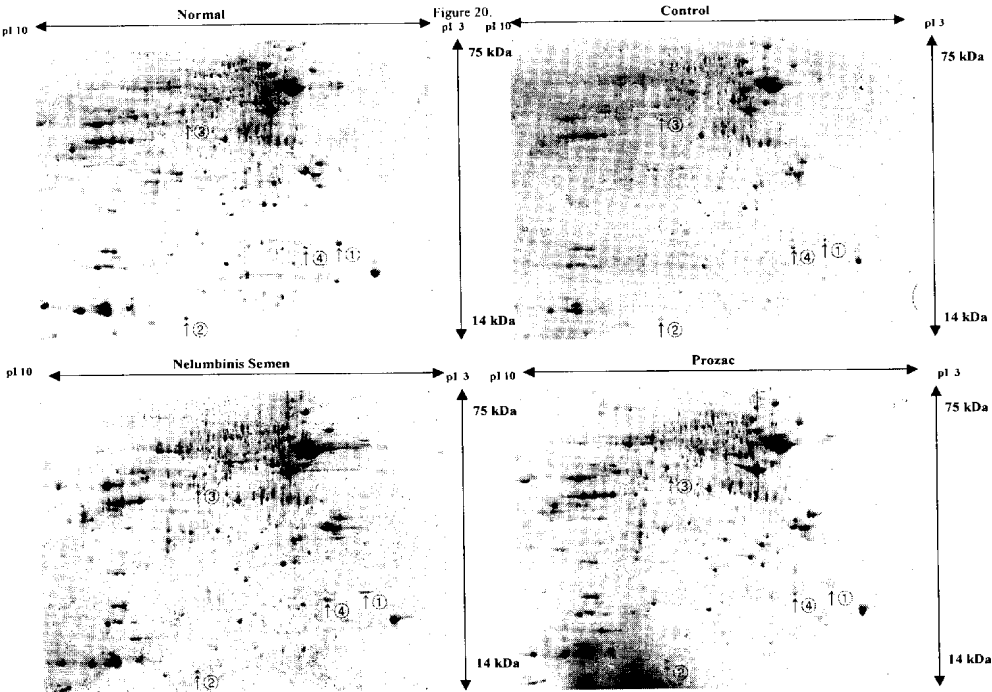 Figure 20.
Normal
pI 10
pI 3
75 kDa
③
④ ①
②
14 kDa
Control
pI 10
pI 3
75 kDa
③
④ ①
②
14 kDa
Nelumbinis Semen
pI 10
pI 3
75 kDa
③
④ ①
②
14 kDa
Prozac
pI 10
pI 3
75 kDa
③
④ ①
②
14 kDa